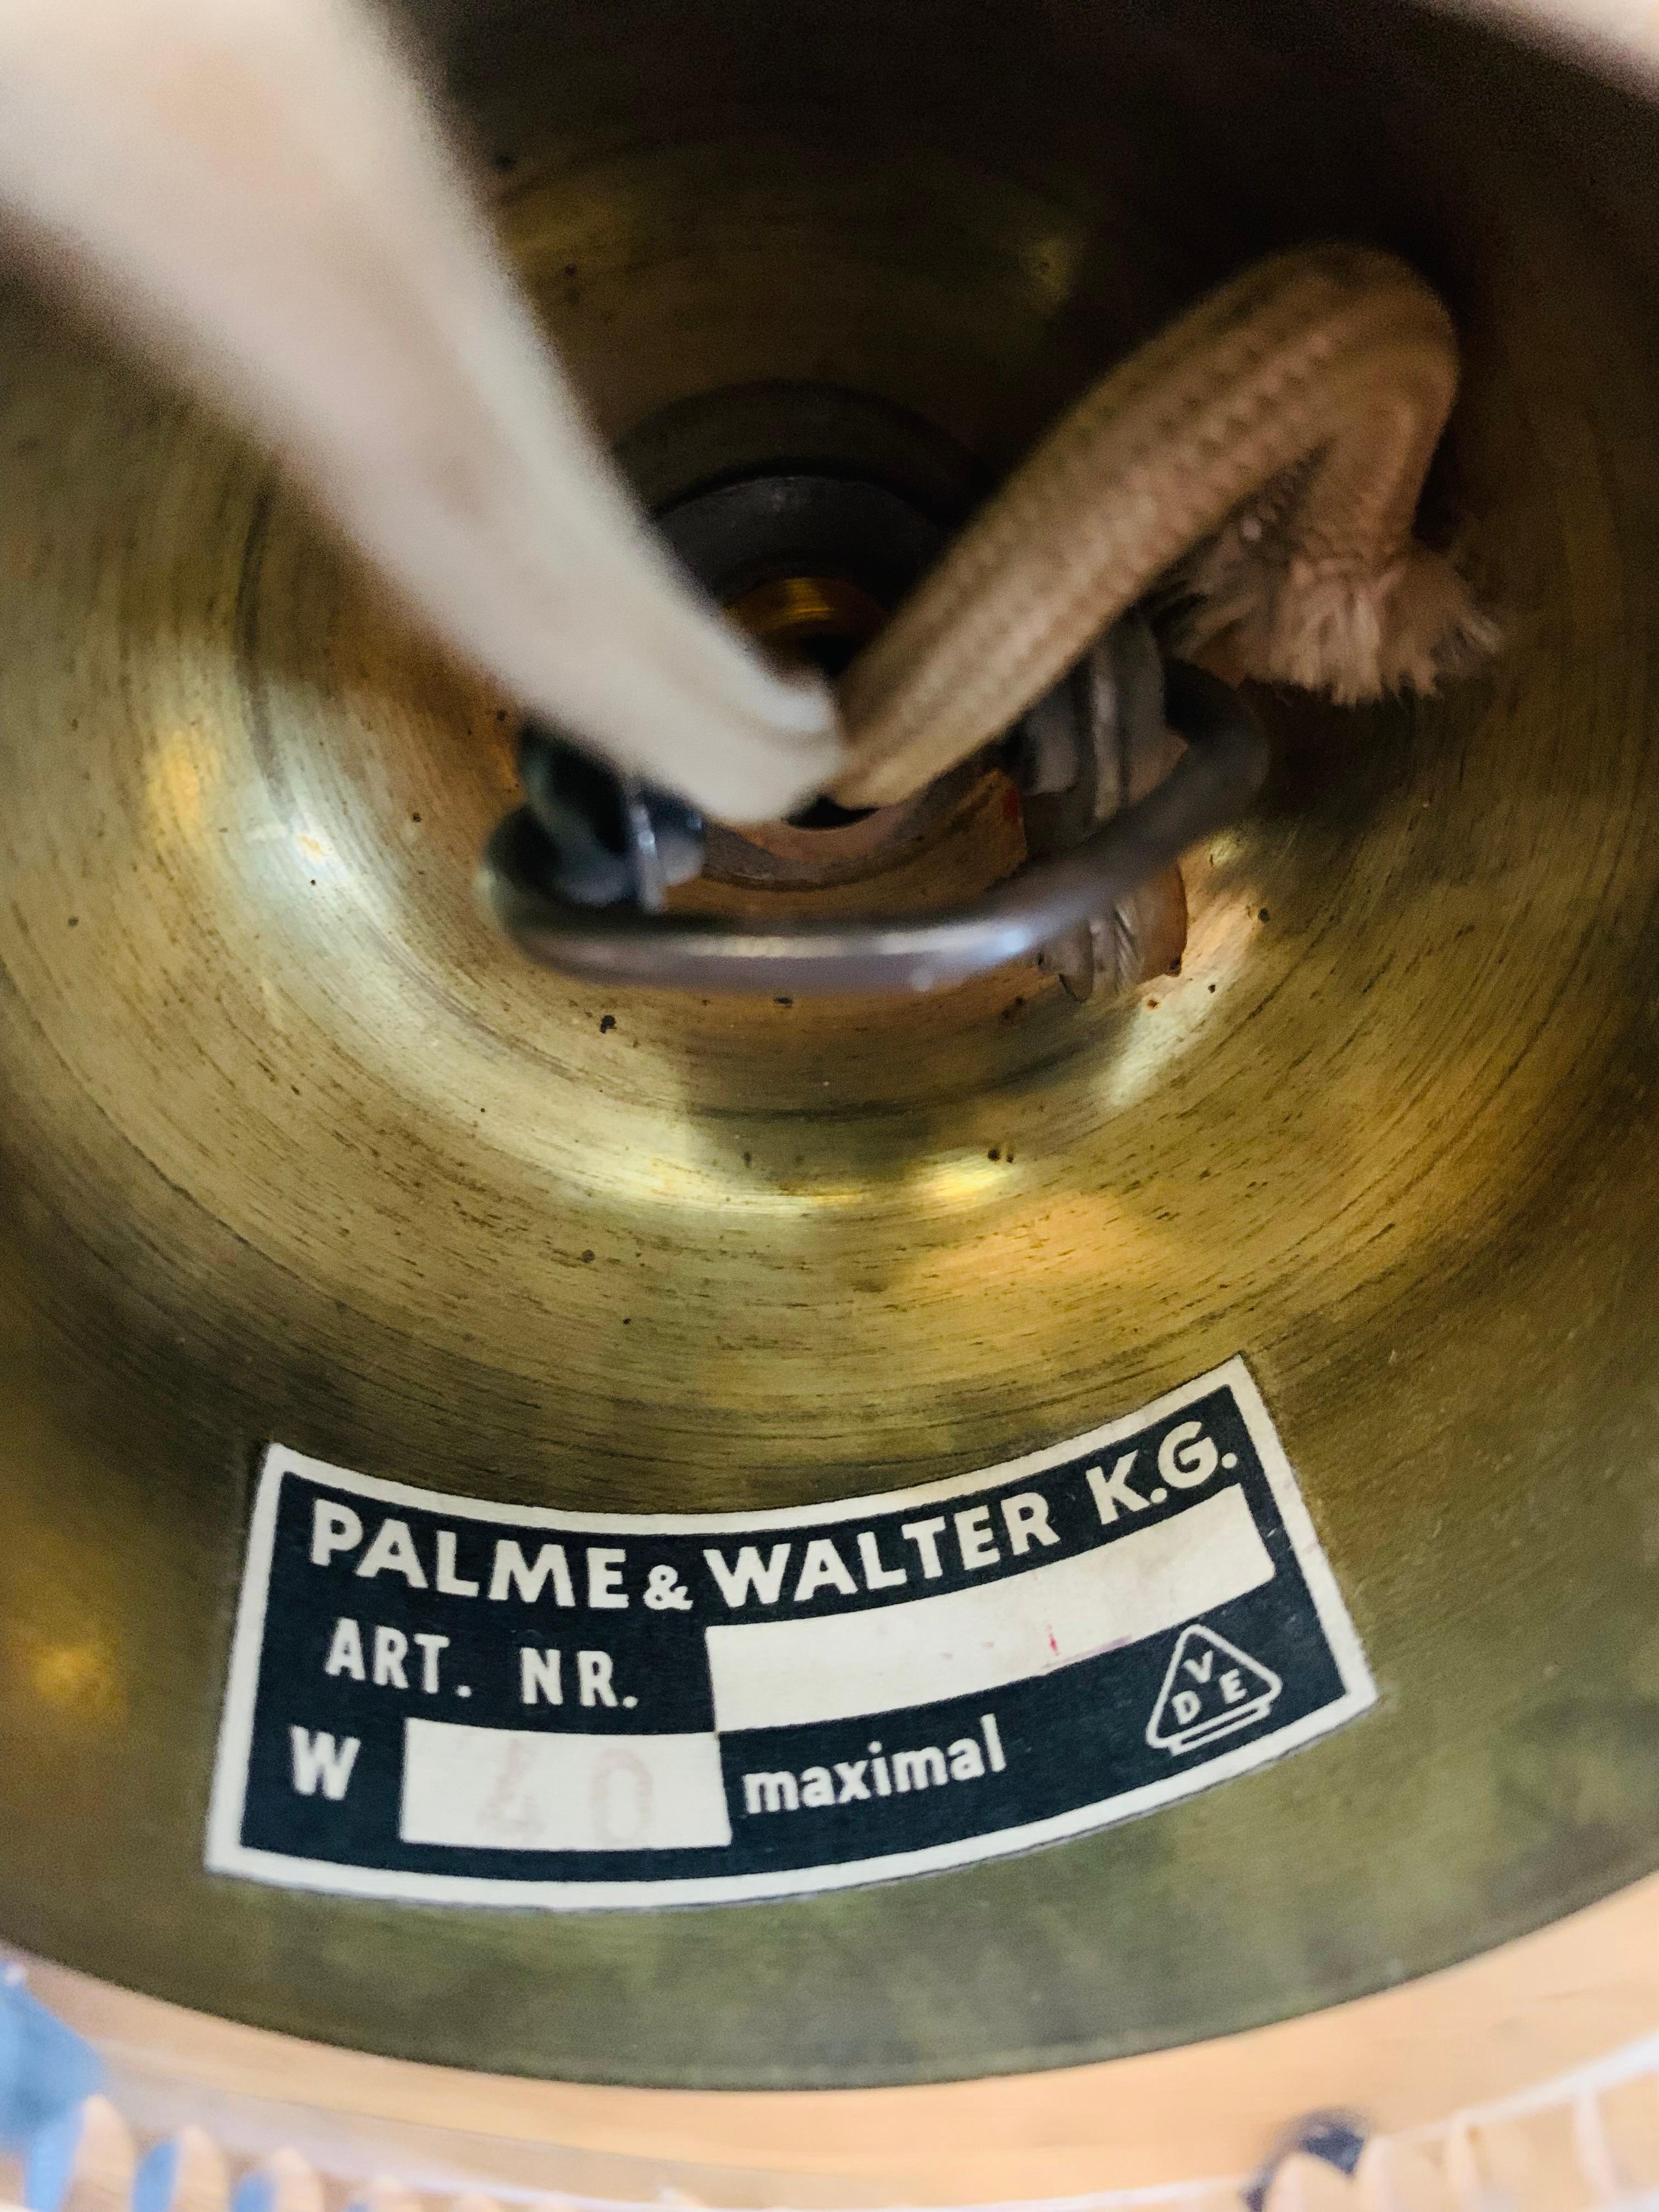 PALME & WALTER K.G.
ART. NR.
W 40 maximal
VDE